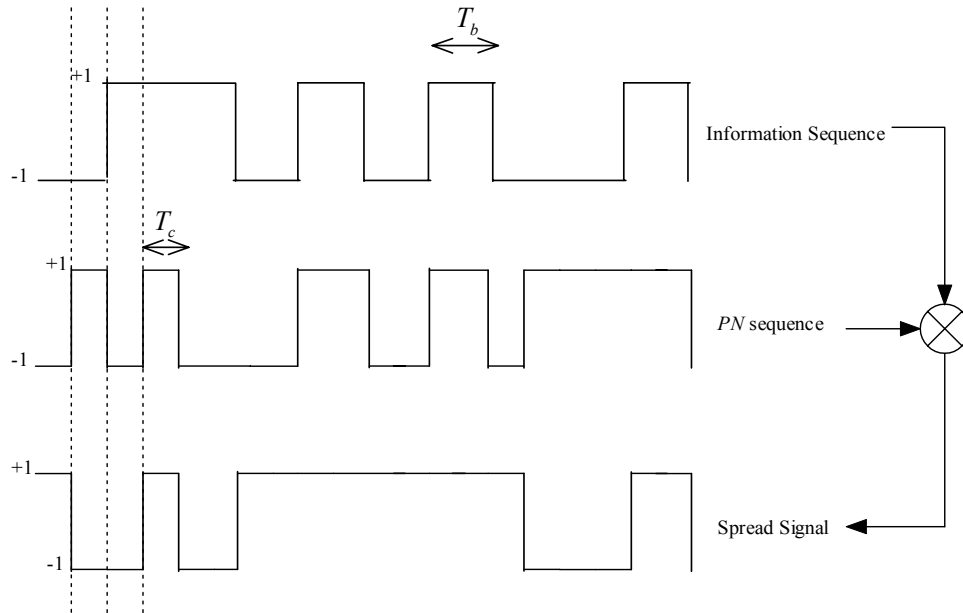 T_b
+1
Information Sequence
-1
T_c
+1
PN sequence
-1
+1
Spread Signal
-1